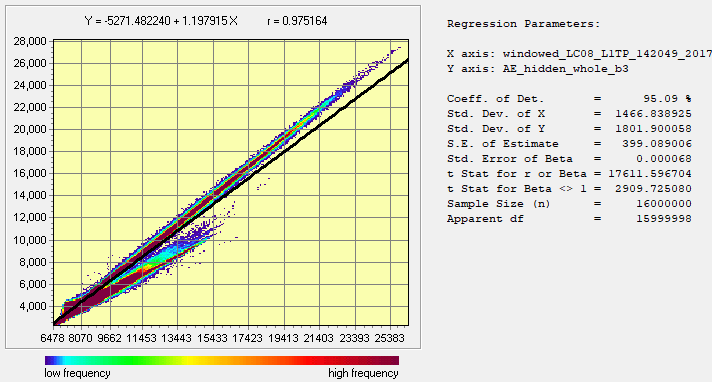 Y = -5271.482240 + 1.197915 X r = 0.975164
28,000
26,000
24,000
22,000
20,000
18,000
16,000
14,000
12,000
10,000
8,000
6,000
4,000
6478 8070 9662 11453 13443 15433 17423 19413 21403 23393 25383
low frequency high frequency
Regression Parameters:
X axis: windowed_LC08_L1TP_142049_2017
Y axis: AE_hidden_whole_b3
Coeff. of Det. = 95.09 %
Std. Dev. of X = 1466.838925
Std. Dev. of Y = 1801.900058
S.E. of Estimate = 399.089006
Std. Error of Beta = 0.000068
t Stat for r or Beta = 17611.596704
t Stat for Beta <> 1 = 2909.725080
Sample Size (n) = 16000000
Apparent df = 15999998